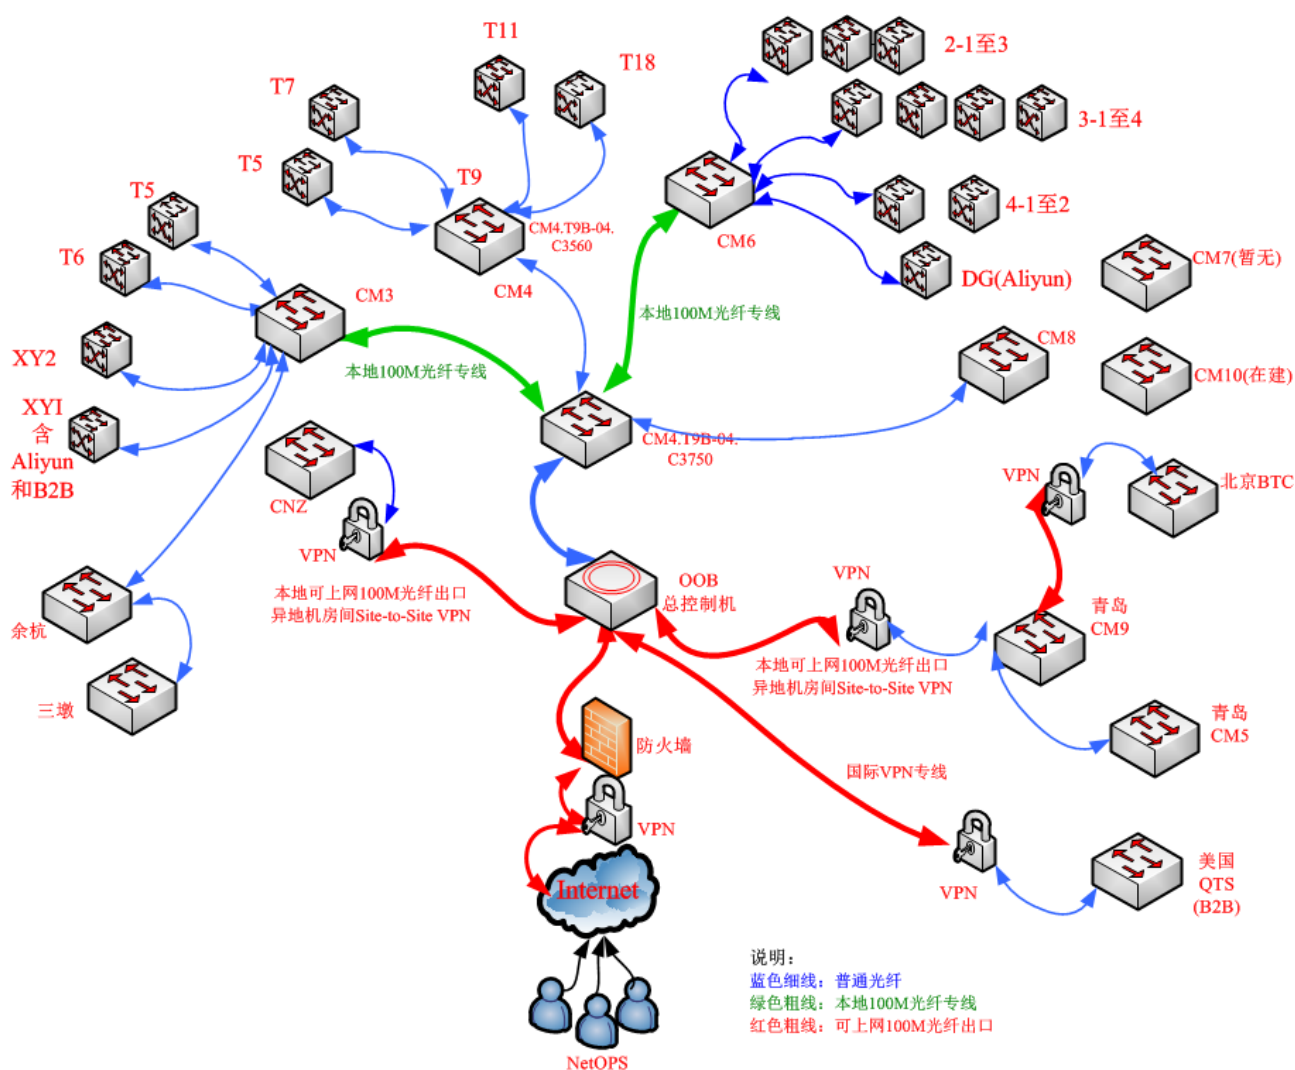 T11
2-1至3
T18
T7
3-1至4
T5
T9
T5
4-1至2
CM4.T9B-04.
C3560
CM6
T6
CM7(暂无)
DG(Aliyun)
CM4
CM3
本地100M光纤专线
CM8
XY2
本地100M光纤专线
CM10(在建)
XYI
含
Aliyun
和B2B
CM4.T9B-04.
C3750
VPN
北京BTC
CNZ
VPN
OOB
总控制机
VPN
本地可上网100M光纤出口
异地机房间Site-to-Site VPN
青岛
CM9
余杭
本地可上网100M光纤出口
异地机房间Site-to-Site VPN
三墩
青岛
CM5
防火墙
国际VPN专线
VPN
美国
QTS
(B2B)
VPN
Internet
说明：
蓝色细线：普通光纤
绿色粗线：本地100M光纤专线
红色粗线：可上网100M光纤出口
NetOPS